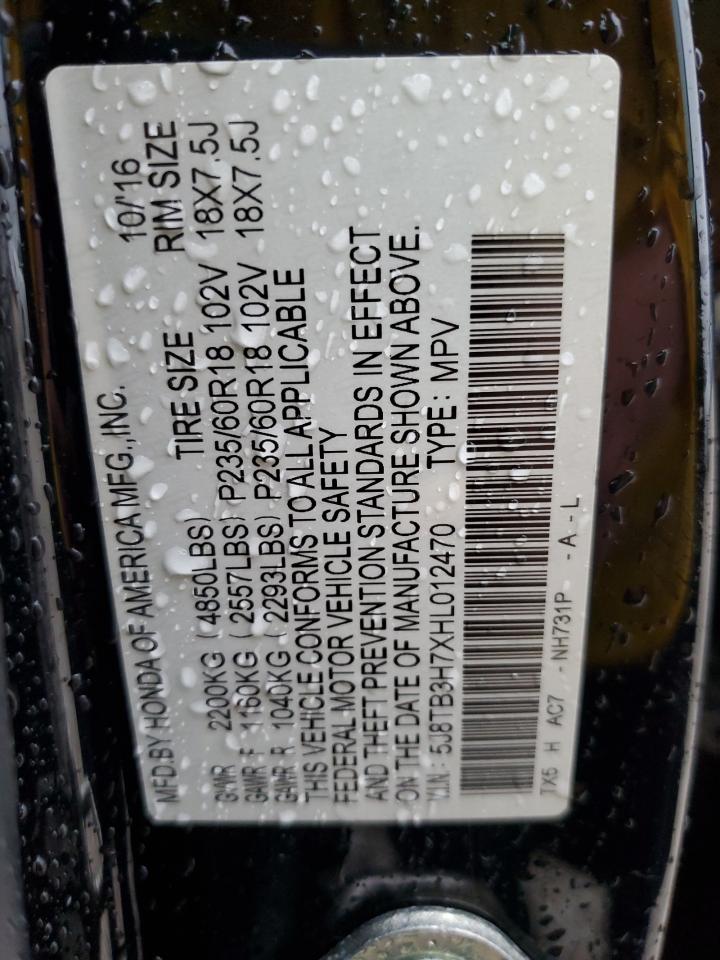 MFD.BY HONDA OF AMERICA MFG.,INC. 10/'16
TIRE SIZE RIM SIZE
GVWR 2200KG ( 4850LBS)
GAWR F 1160KG ( 2557LBS) P235/60R18 102V 18X7.5J
GAWR R 1040KG ( 2293LBS) P235/60R18 102V 18X7.5J
THIS VEHICLE CONFORMS TO ALL APPLICABLE
FEDERAL MOTOR VEHICLE SAFETY
AND THEFT PREVENTION STANDARDS IN EFFECT
ON THE DATE OF MANUFACTURE SHOWN ABOVE.
V.I.N.: 5J8TB3H7XHL012470 TYPE: MPV
TX5 H AC7 - NH731P - A - L